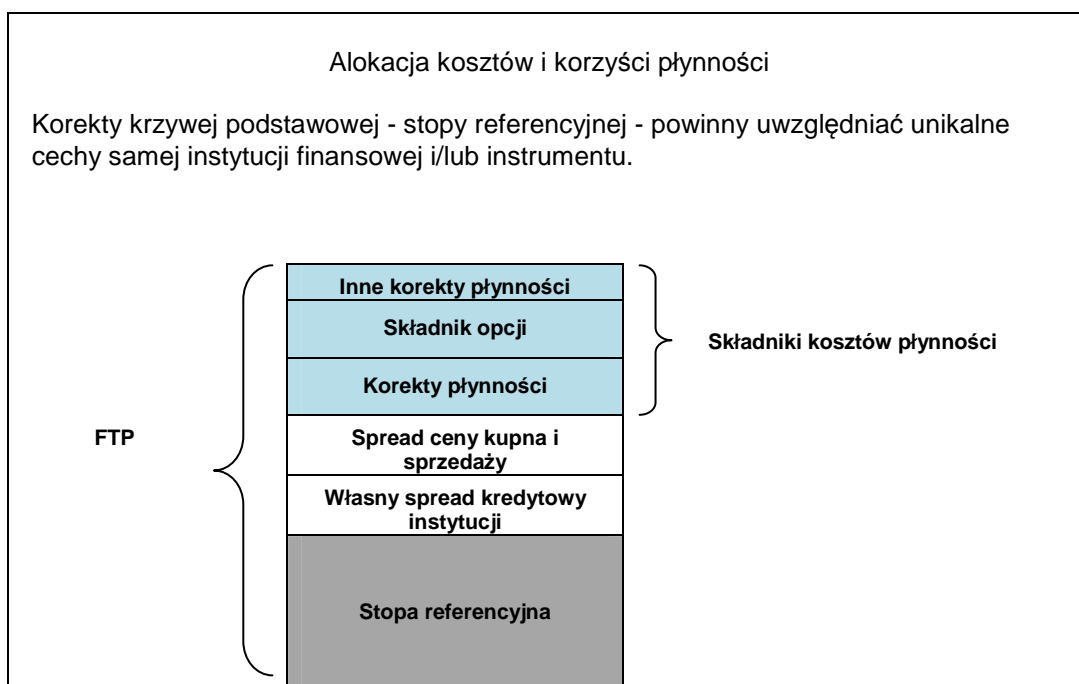 Alokacja kosztów i korzyści płynności
Korekty krzywej podstawowej - stopy referencyjnej - powinny uwzględniać unikalne
cechy samej instytucji finansowej i/lub instrumentu.
Inne korekty płynności
Składnik opcji
Składniki kosztów płynności
Korekty płynności
FTP
Spread ceny kupna i
sprzedaży
Własny spread kredytowy
instytucji
Stopa referencyjna